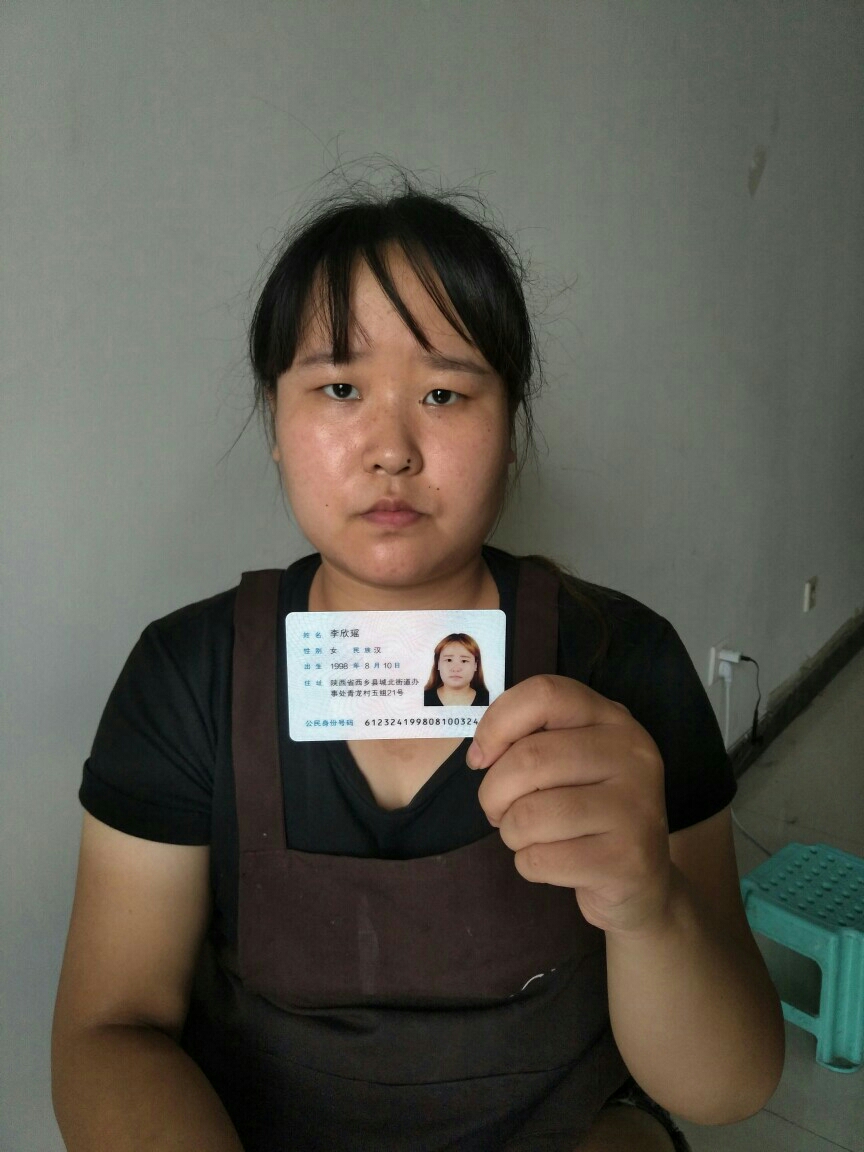 姓名 李欣瑶
性别 女 民族 汉
出生 1998 年 8 月 10 日
住址 陕西省西乡县城北街道办
事处青龙村五组21号
公民身份号码 612324199808100324